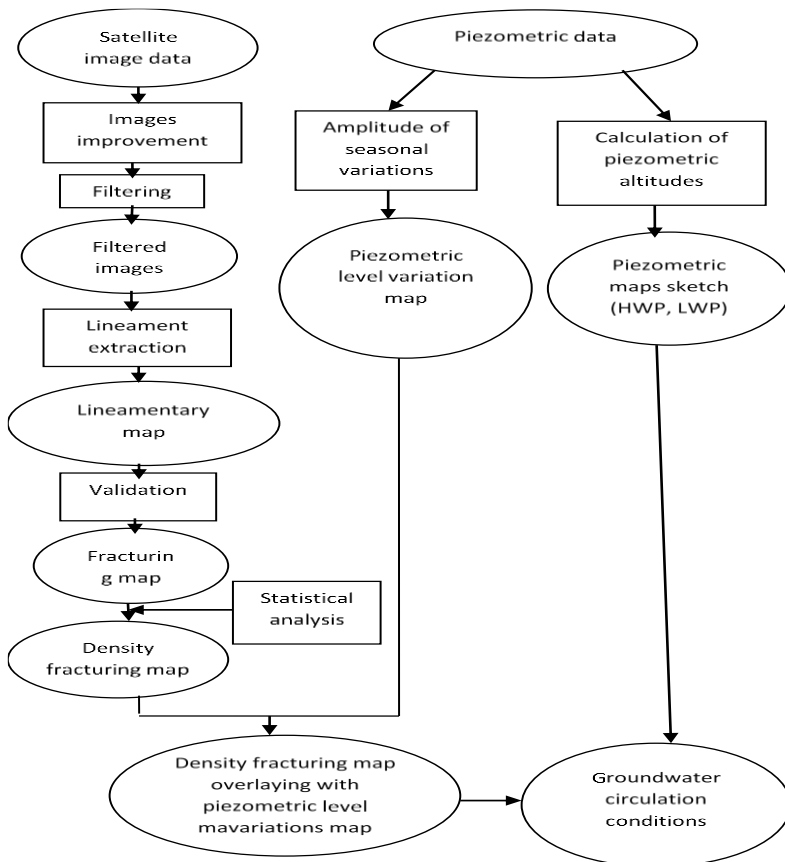 Satellite
image data
Images
improvement
Filtering
Filtered
images
Lineament
extraction
Lineamentary
map
Validation
Fracturin
g map
Statistical
analysis
Density
fracturing map
Piezometric data
Amplitude of
seasonal
variations
Piezometric
level variation
map
Calculation of
piezometric
altitudes
Piezometric
maps sketch
(HWP, LWP)
Density fracturing map
overlaying with
piezometric level
mavariations map
Groundwater
circulation
conditions